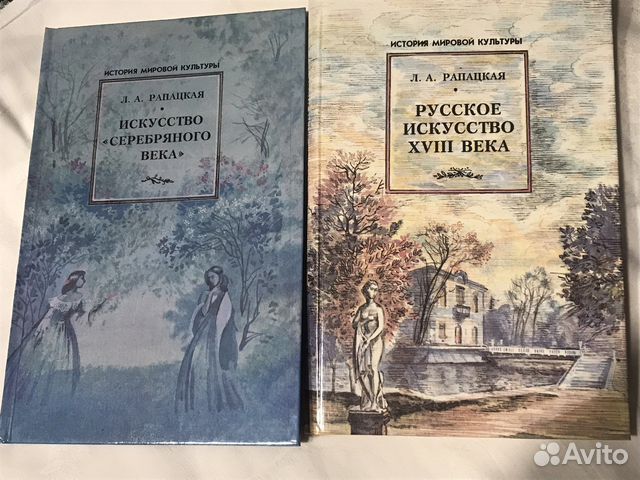 ИСТОРИЯ МИРОВОЙ КУЛЬТУРЫ
Л. А. РАПАЦКАЯ
ИСКУССТВО
«СЕРЕБРЯНОГО
ВЕКА»
ИСТОРИЯ МИРОВОЙ КУЛЬТУРЫ
Л. А. РАПАЦКАЯ
РУССКОЕ
ИСКУССТВО
XVIII ВЕКА
Avito